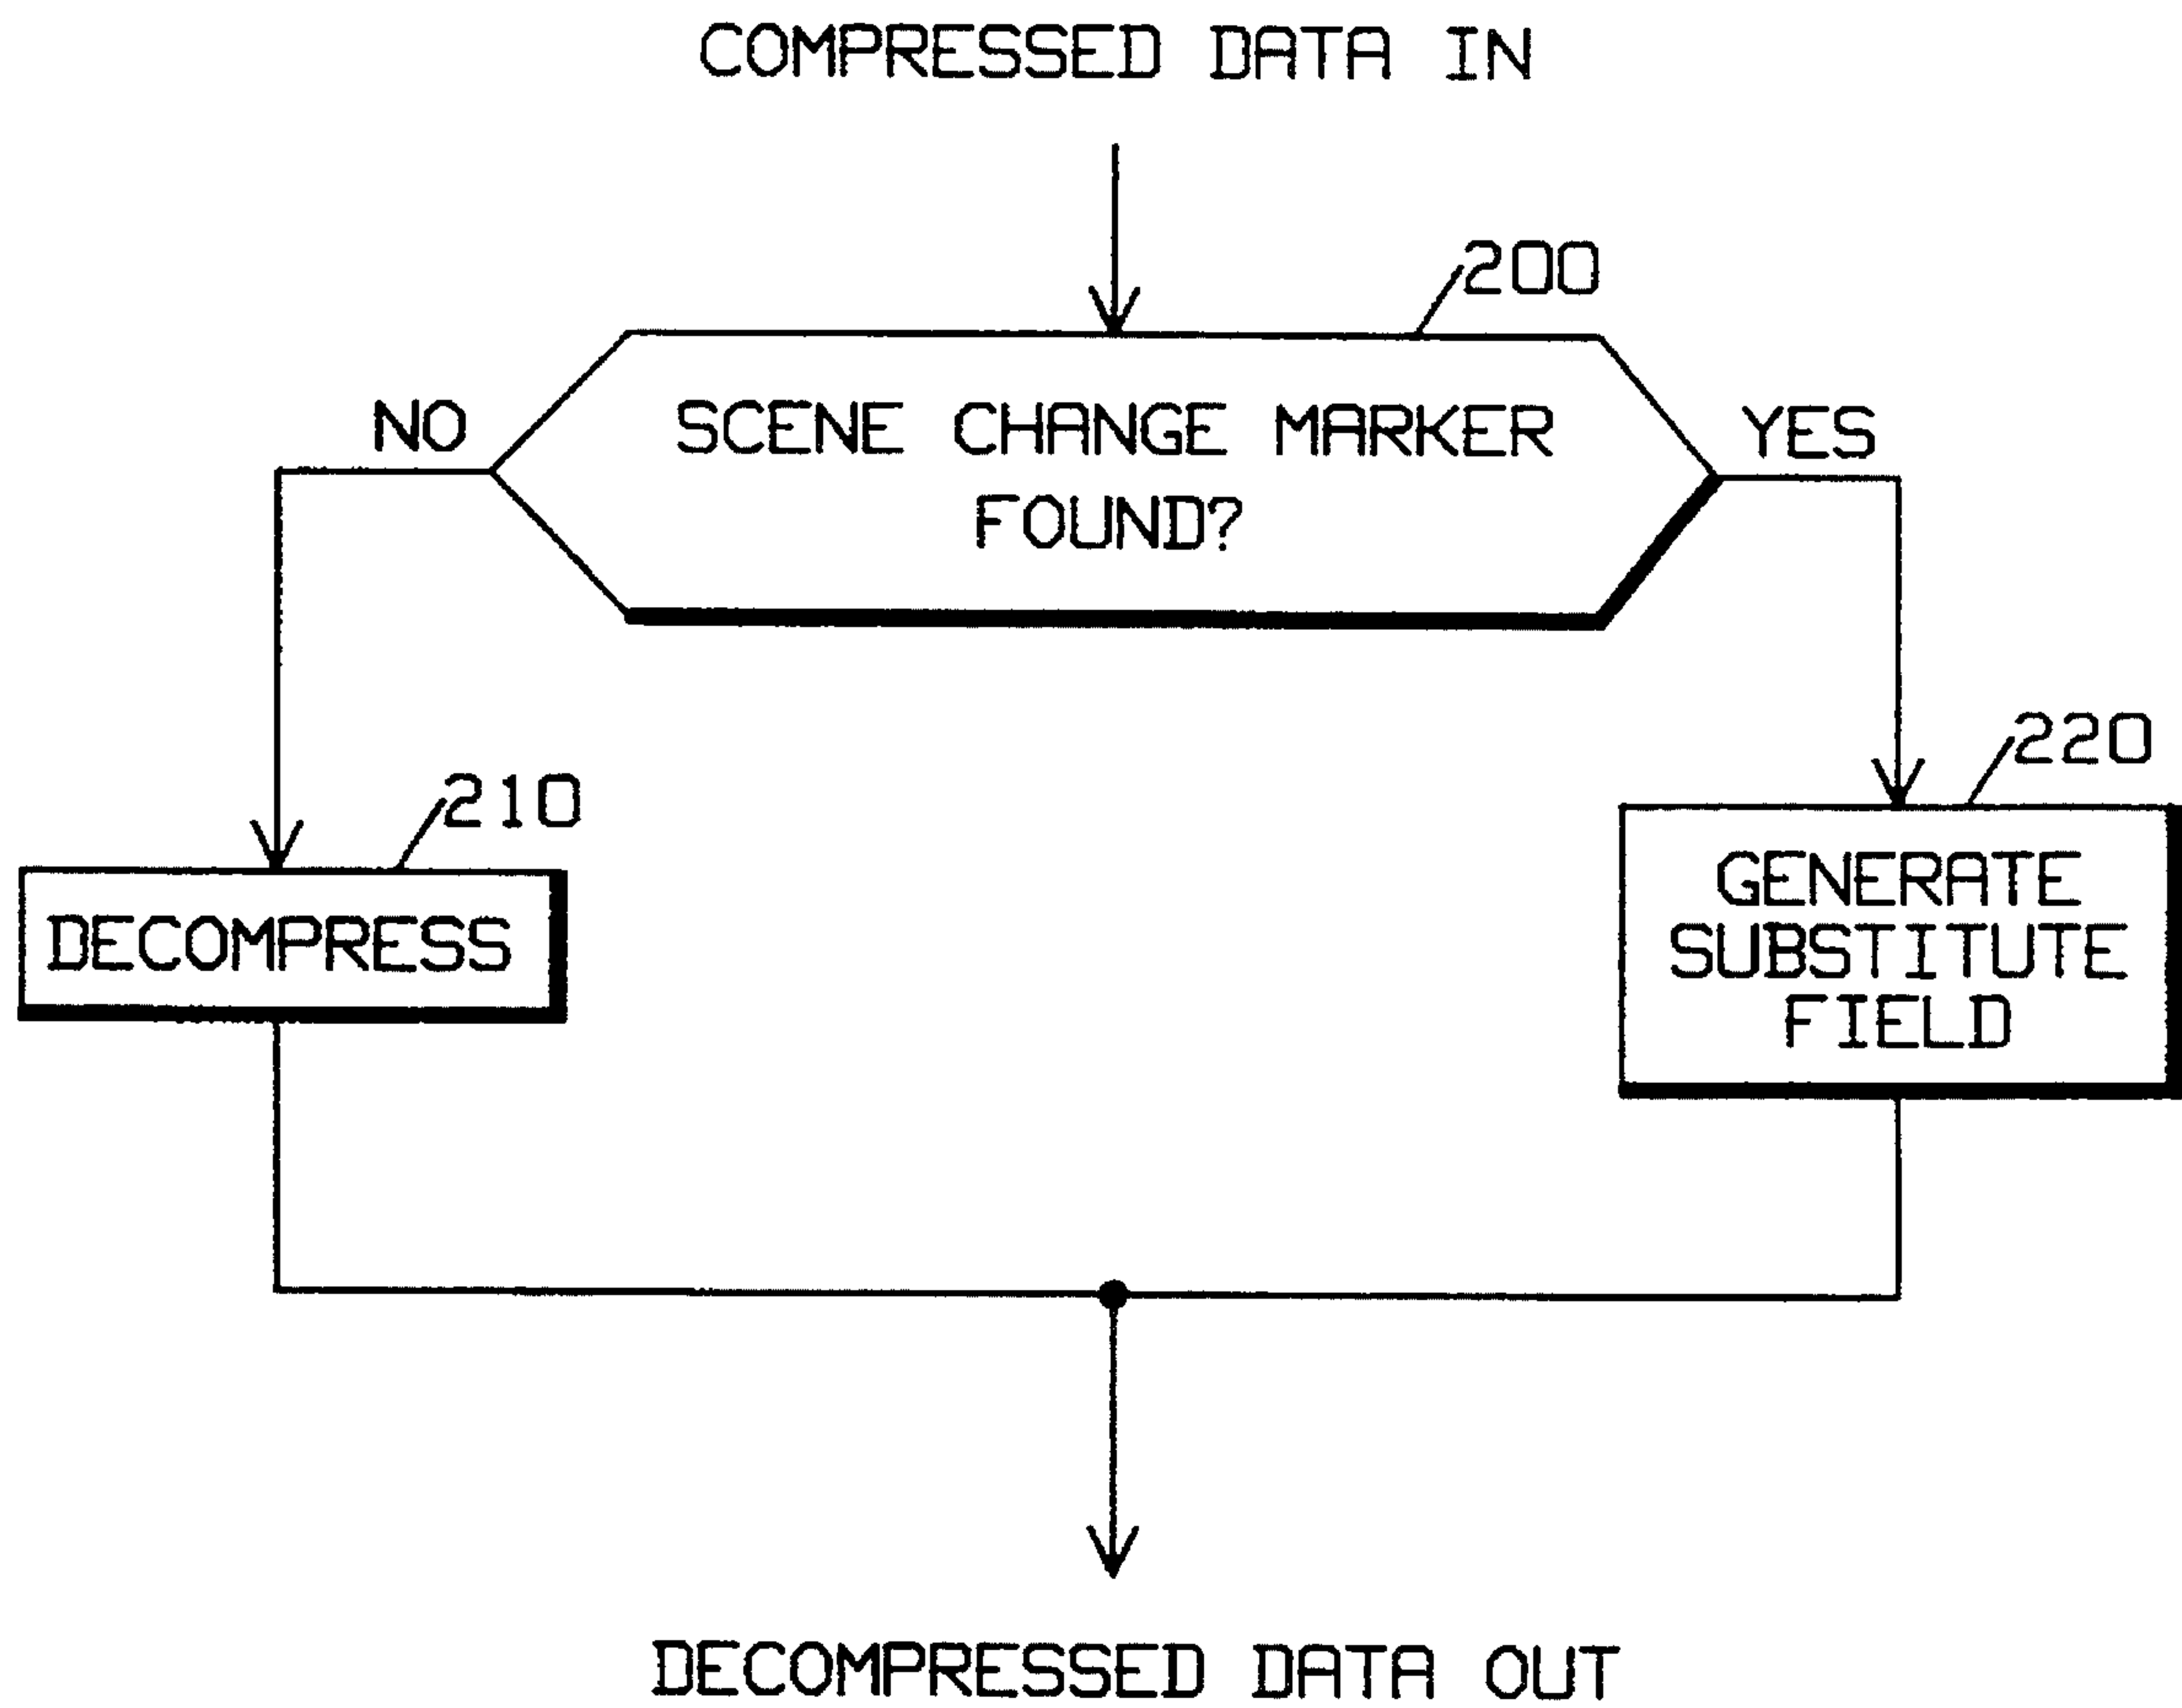 COMPRESSED DATA IN
200
NO
SCENE CHANGE MARKER
FOUND?
YES
220
210
GENERATE
SUBSTITUTE
FIELD
DECOMPRESS
DECOMPRESSED DATA OUT